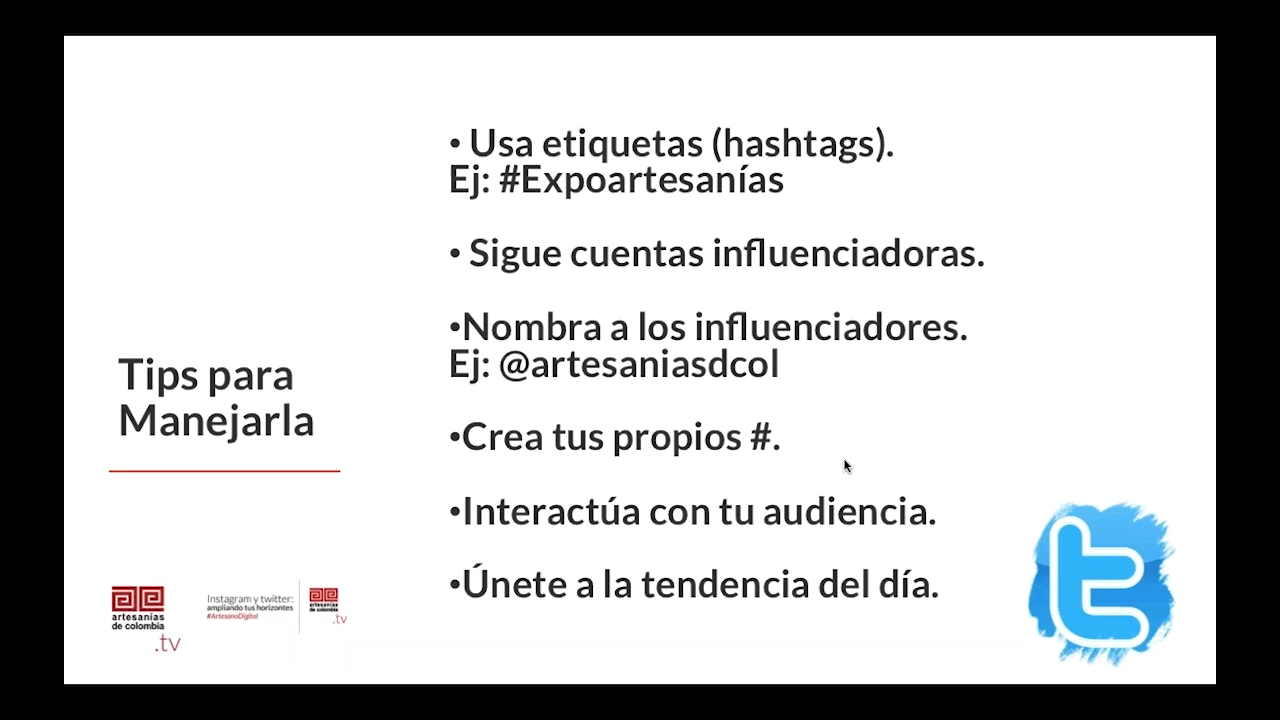 • Usa etiquetas (hashtags).
Ej: #Expoartesanías
• Sigue cuentas influenciadoras.
•Nombra a los influenciadores.
Ej: @artesaniasdcol
•Crea tus propios #.
•Interactúa con tu audiencia.
•Únete a la tendencia del día.
Tips para
Manejarla
artesanías
de colombia
.tv
Instagram y twitter:
ampliando tus horizontes
#ArtesanoDigital
artesanías
de colombia
.tv
t